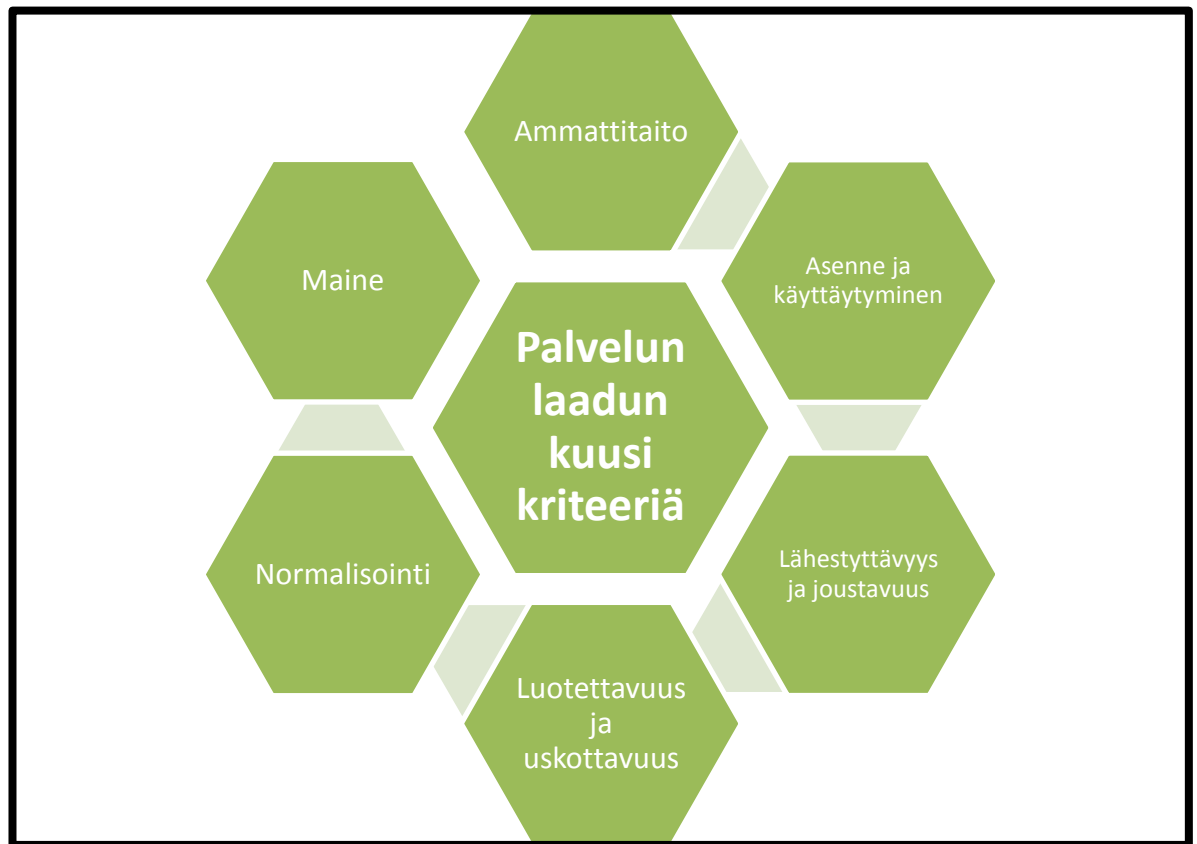 Ammattitaito
Asenne ja
käyttäytyminen
Maine
Palvelun
laadun
kuusi
kriteeriä
Lähestyttävyys
ja joustavuus
Normalisointi
Luotettavuus
ja
uskottavuus